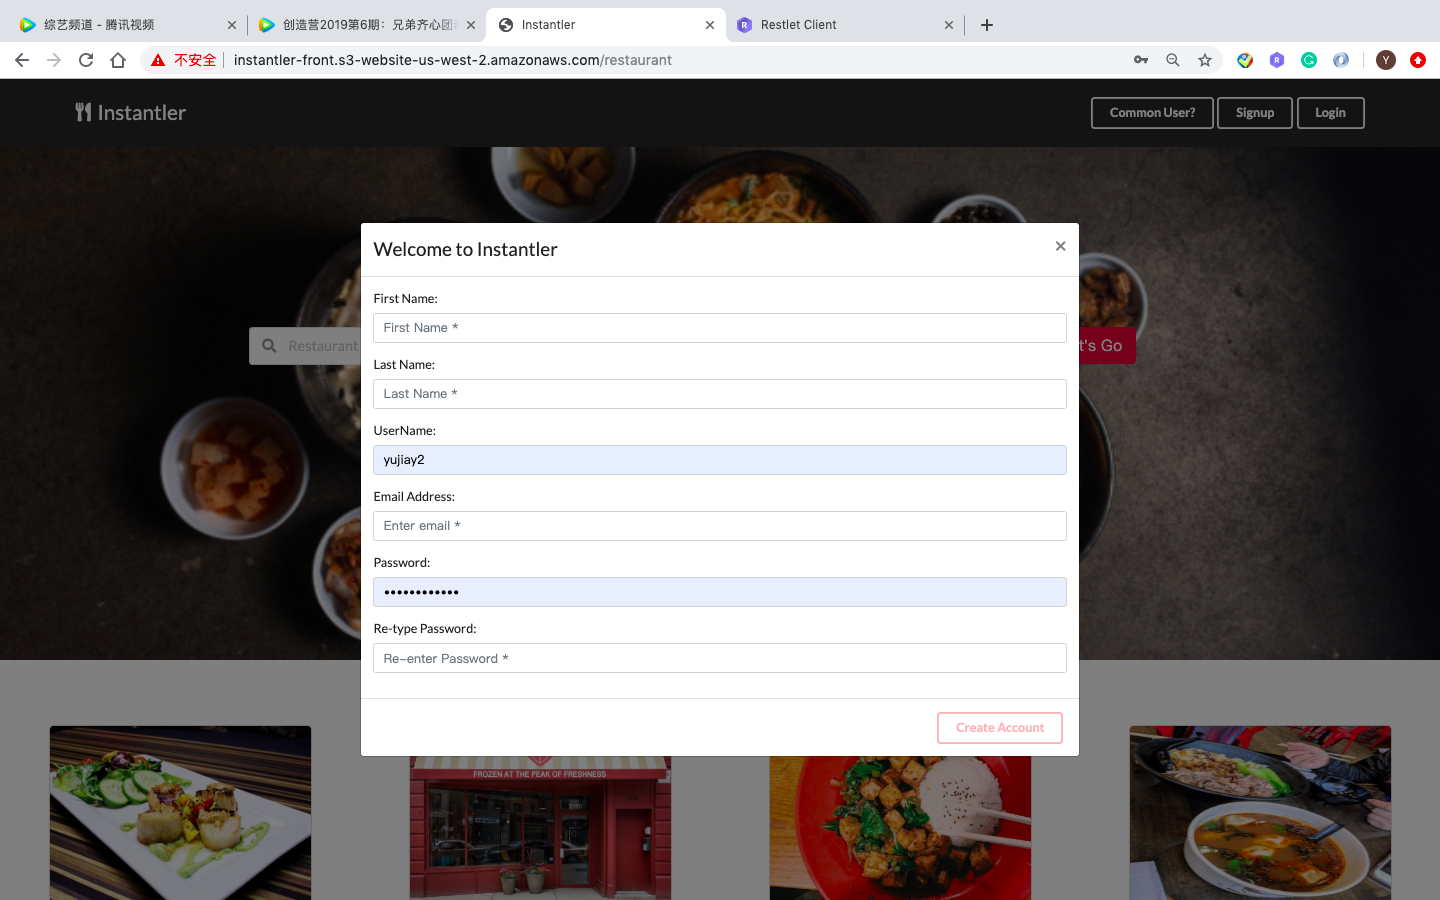 综艺频道 - 腾讯视频
创造营2019第6期：兄弟齐心团
Instantler
Restlet Client
不安全
instantler-front.s3-website-us-west-2.amazonaws.com/restaurant
Y
Instantler
Common User?
Signup
Login
Welcome to Instantler
×
First Name:
First Name *
Last Name:
Last Name *
UserName:
yujiay2
Email Address:
Enter email *
Password:
••••••••••••
Re-type Password:
Re-enter Password *
Create Account
Restaurant
t's Go
FROZEN AT THE PEAK OF FRESHNESS